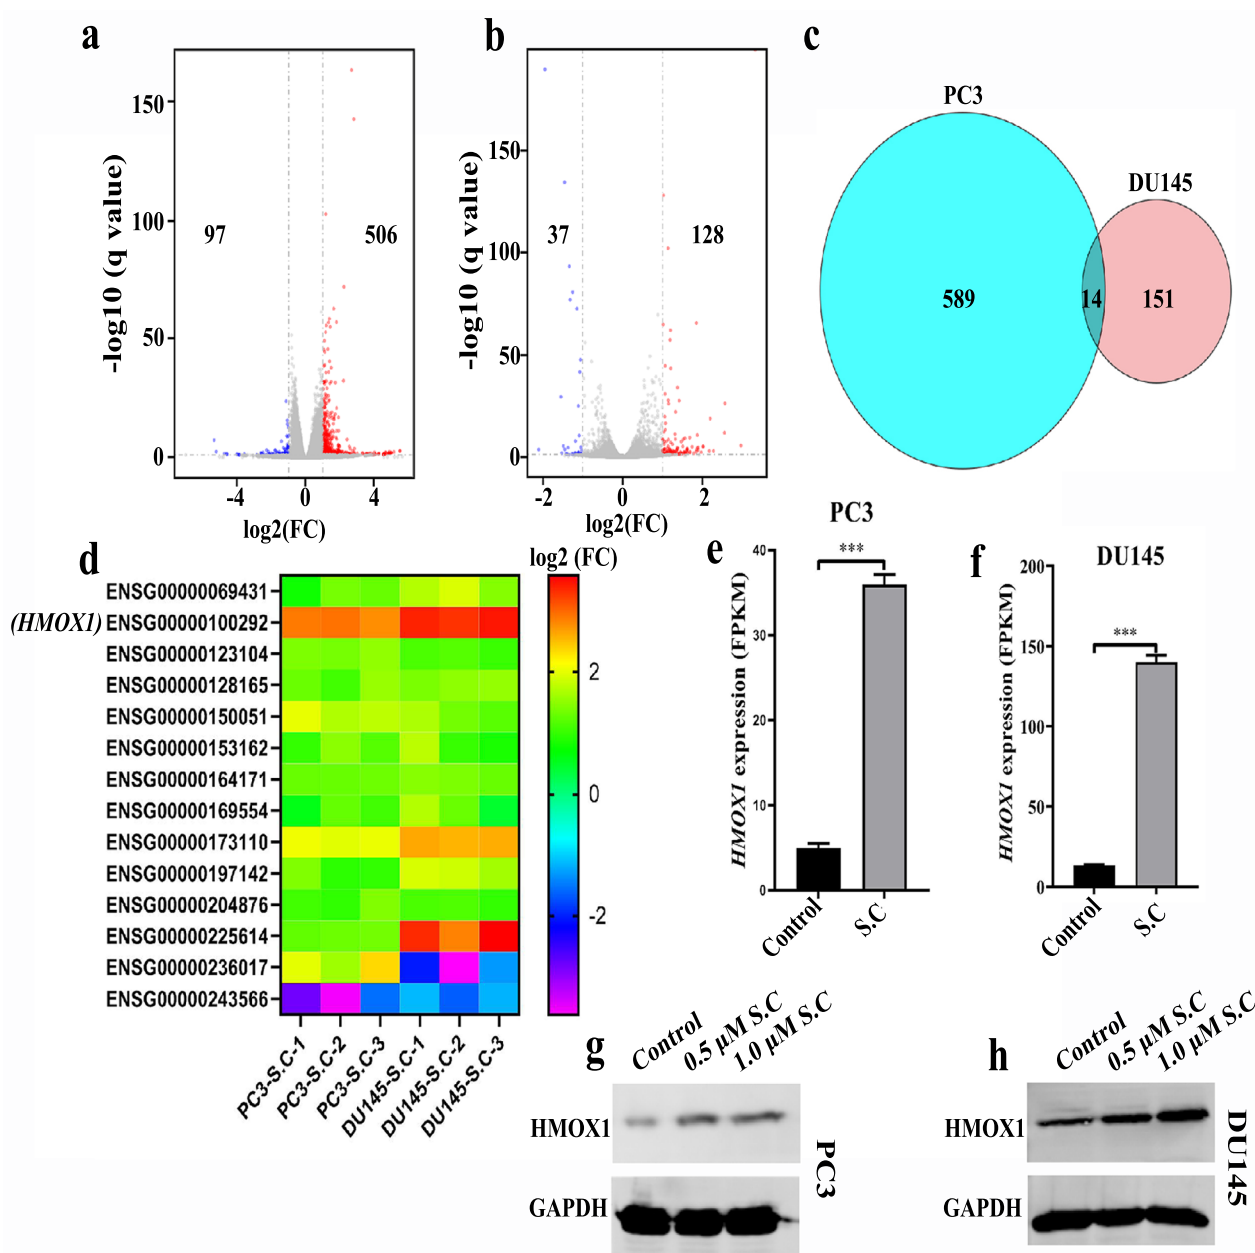 a
-log10 (q value)
150
100
50
0
97
506
-4
0
4
log2(FC)
b
-log10 (q value)
150
100
50
0
37
128
-2
0
2
log2(FC)
c
PC3
DU145
589
14
151
d
log2 (FC)
ENSG00000069431
(HMOX1) ENSG00000100292
ENSG00000123104
ENSG00000128165
ENSG00000150051
ENSG00000153162
ENSG00000164171
ENSG00000169554
ENSG00000173110
ENSG00000197142
ENSG00000204876
ENSG00000225614
ENSG00000236017
ENSG00000243566
PC3-S.C-1
PC3-S.C-2
PC3-S.C-3
DU145-S.C-1
DU145-S.C-2
DU145-S.C-3
2
0
-2
e
PC3
***
HMOX1 expression (FPKM)
40
30
20
10
0
Control
S.C
f
DU145
***
HMOX1 expression (FPKM)
200
150
100
50
0
Control
S.C
g
Control
0.5 µM S.C
1.0 µM S.C
HMOX1
GAPDH
PC3
h
Control
0.5 µM S.C
1.0 µM S.C
HMOX1
GAPDH
DU145